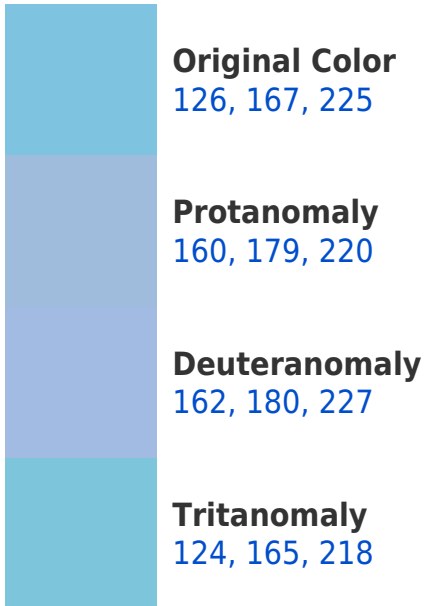 Original Color
126, 167, 225
Protanomaly
160, 179, 220
Deuteranomaly
162, 180, 227
Tritanomaly
124, 165, 218